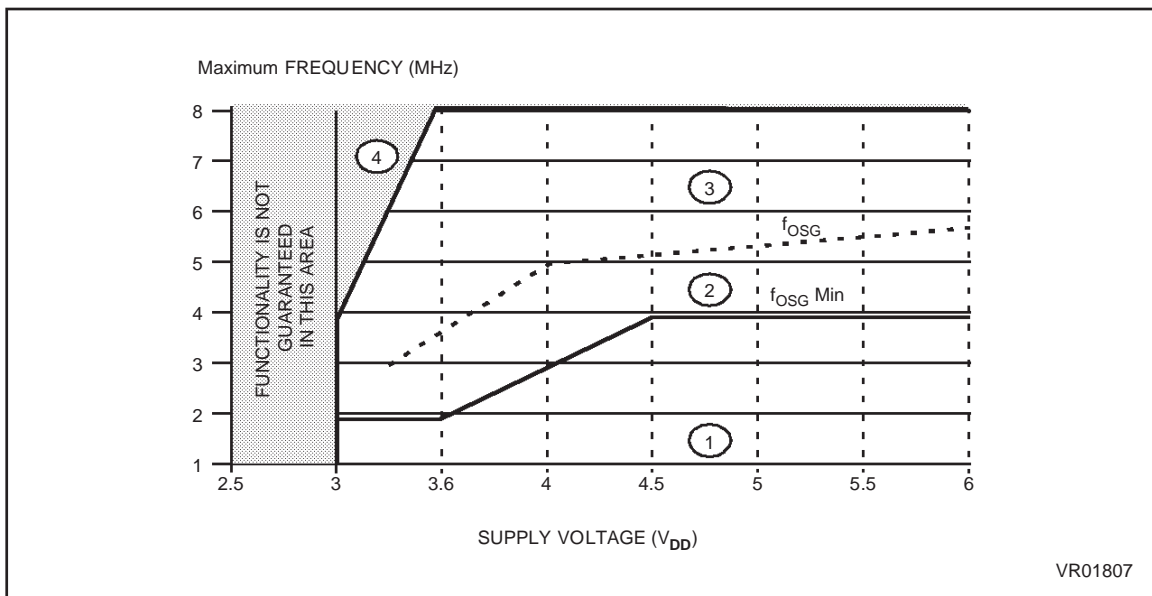 Maximum FREQUENCY (MHz)
8
7
6
5
4
3
2
1
FUNCTIONALITY IS NOT
GUARANTEED
IN THIS AREA
4
3
fOSG
2
fOSG Min
1
2.5 3 3.6 4 4.5 5 5.5 6
SUPPLY VOLTAGE (VDD)
VR01807